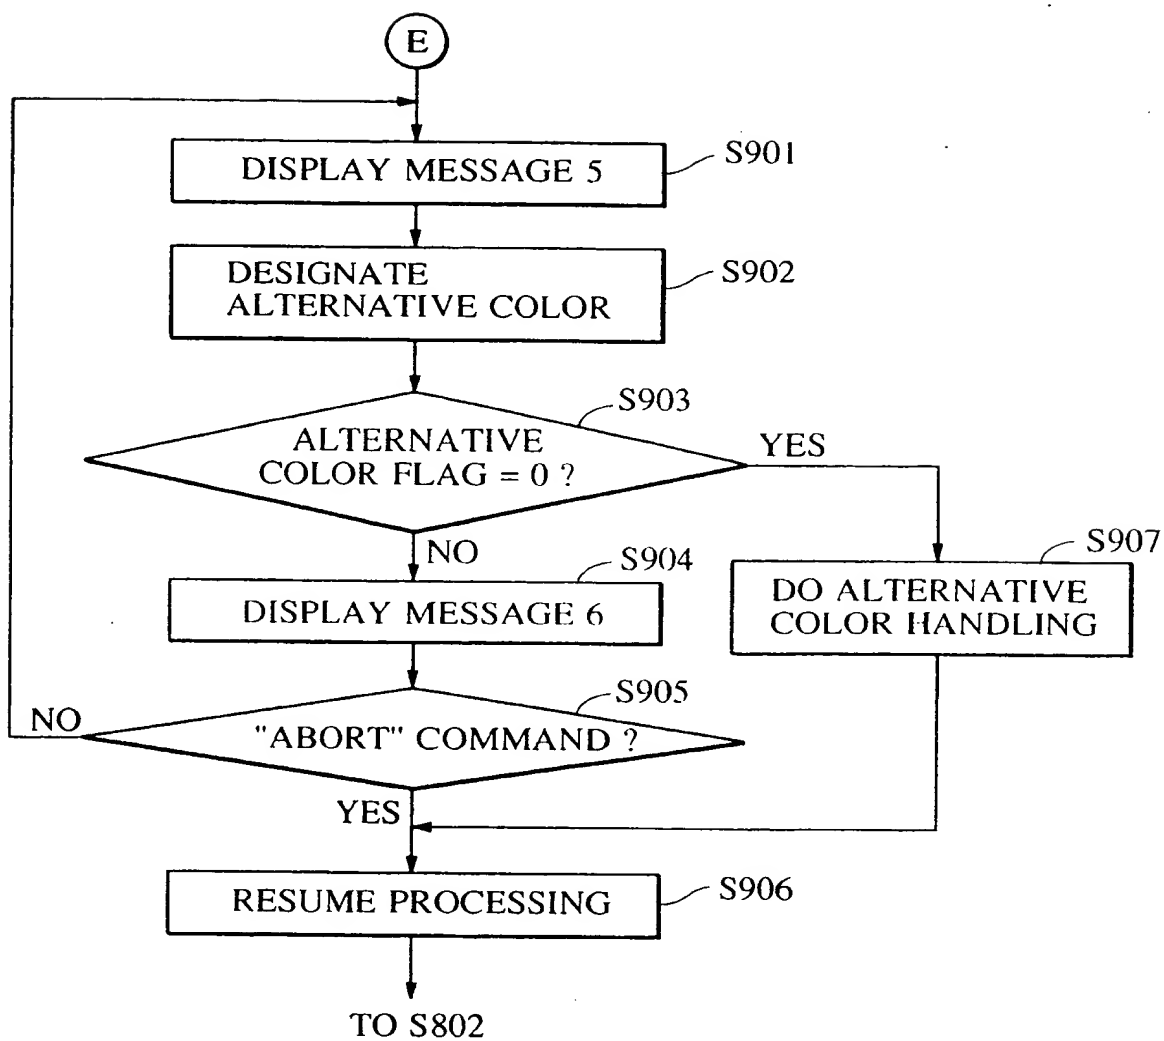 E
DISPLAY MESSAGE 5
S901
DESIGNATE
ALTERNATIVE COLOR
S902
S903
ALTERNATIVE
COLOR FLAG = 0 ?
YES
NO
S904
DISPLAY MESSAGE 6
S907
DO ALTERNATIVE
COLOR HANDLING
S905
NO
"ABORT" COMMAND ?
YES
RESUME PROCESSING
S906
TO S802